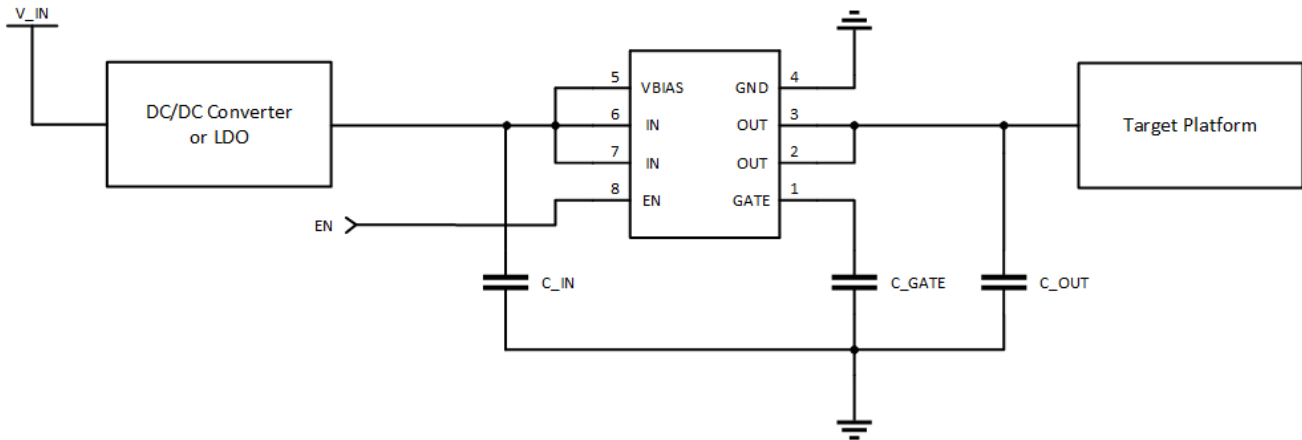 V_IN
DC/DC Converter
or LDO
5
VBIAS
GND
4
6
IN
OUT
3
7
IN
OUT
2
8
EN
GATE
1
Target Platform
EN
C_IN
C_GATE
C_OUT